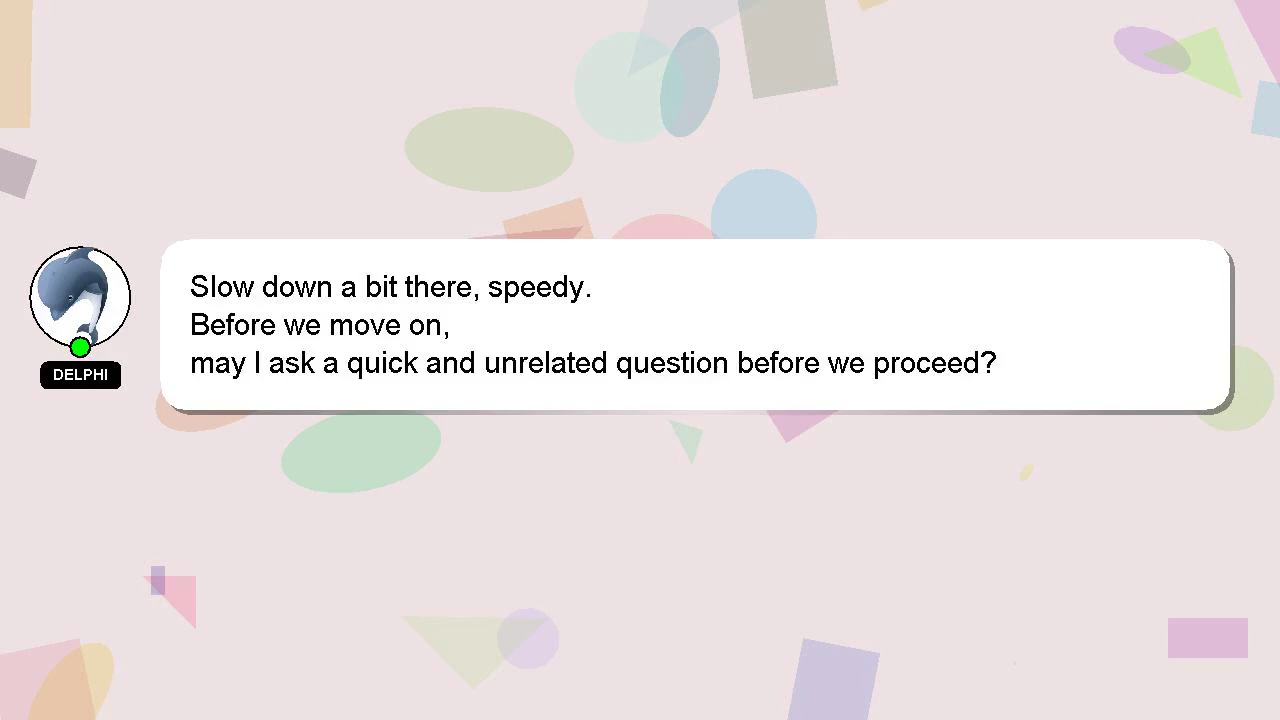 Slow down a bit there, speedy.
Before we move on,
may I ask a quick and unrelated question before we proceed?
DELPHI